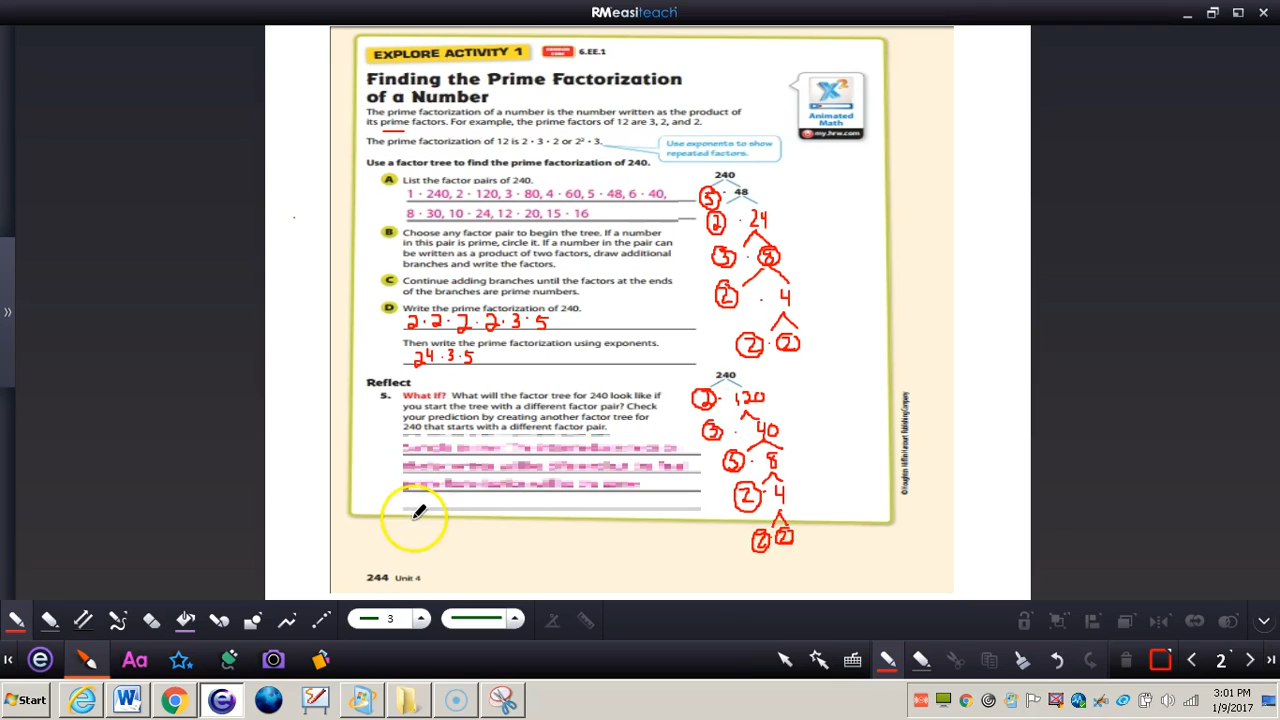 RMeasiteach
EXPLORE ACTIVITY 1
COMMON CORE
6.EE.1
Finding the Prime Factorization
of a Number
The prime factorization of a number is the number written as the product of
its prime factors. For example, the prime factors of 12 are 3, 2, and 2.
The prime factorization of 12 is 2 · 3 · 2 or 2² · 3.
Use exponents to show
repeated factors.
X²
Animated
Math
my.hrw.com
Use a factor tree to find the prime factorization of 240.
A List the factor pairs of 240.
1 · 240, 2 · 120, 3 · 80, 4 · 60, 5 · 48, 6 · 40,
8 · 30, 10 · 24, 12 · 20, 15 · 16
B Choose any factor pair to begin the tree. If a number
in this pair is prime, circle it. If a number in the pair can
be written as a product of two factors, draw additional
branches and write the factors.
C Continue adding branches until the factors at the ends
of the branches are prime numbers.
D Write the prime factorization of 240.
2 · 2 · 2 · 2 · 3 · 5
Then write the prime factorization using exponents.
2⁴ · 3 · 5
240
5 · 48
2 · 24
3 · 8
2 · 4
2 · 2
Reflect
5. What If? What will the factor tree for 240 look like if
you start the tree with a different factor pair? Check
your prediction by creating another factor tree for
240 that starts with a different factor pair.
240
2 · 120
3 · 40
5 · 8
2 · 4
2 2
© Houghton Mifflin Harcourt Publishing Company
244 Unit 4
3
Aa
2
Start
3:01 PM
1/9/2017